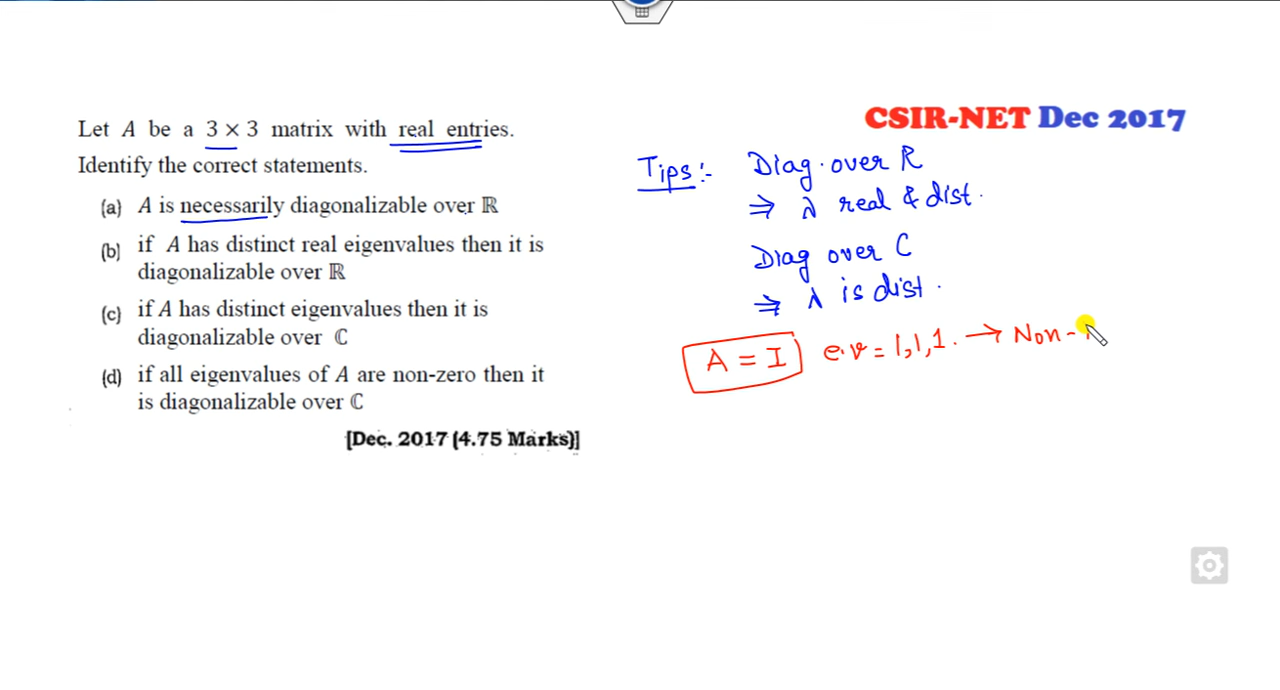 Let A be a 3 × 3 matrix with real entries.
Identify the correct statements.
(a) A is necessarily diagonalizable over ℝ
(b) if A has distinct real eigenvalues then it is
diagonalizable over ℝ
(c) if A has distinct eigenvalues then it is
diagonalizable over ℂ
(d) if all eigenvalues of A are non-zero then it
is diagonalizable over ℂ
[Dec. 2017 (4.75 Marks)]
CSIR-NET Dec 2017
Tips:- Diag. over R
⇒ λ real & dist.
Diag over C
⇒ λ is dist.
A = I e.v = 1,1,1. → Non-